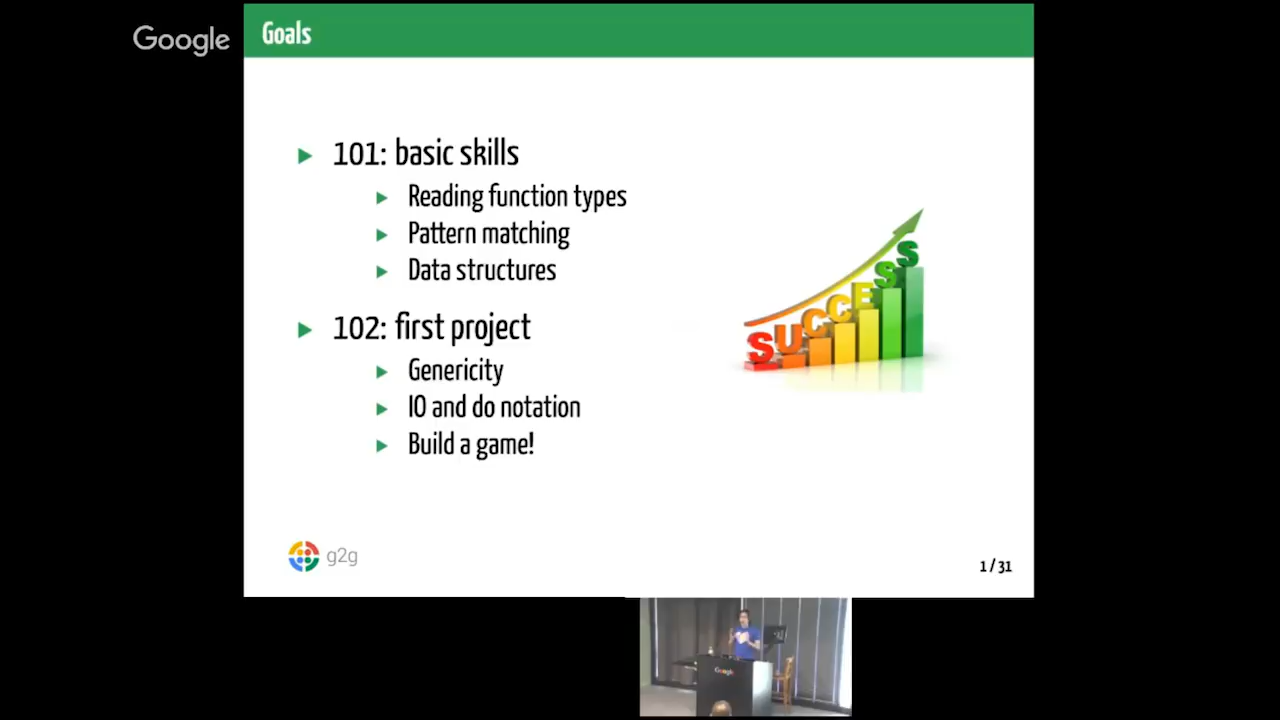 Google
Goals
101: basic skills
Reading function types
Pattern matching
Data structures
102: first project
Genericity
IO and do notation
Build a game!
SUCCESS
g2g
1 / 31
Google